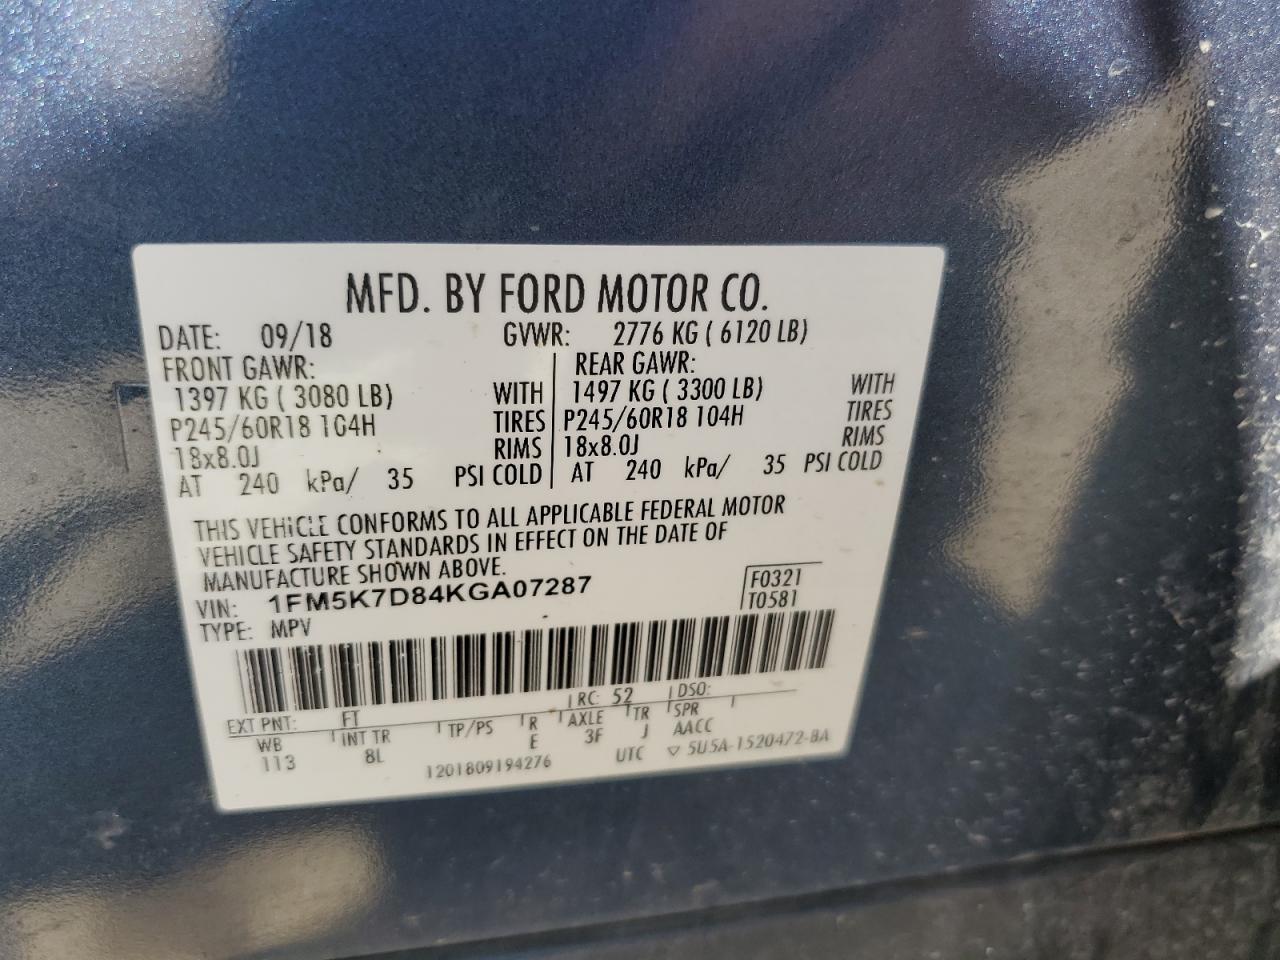 MFD. BY FORD MOTOR CO.
DATE: 09/18 GVWR: 2776 KG ( 6120 LB)
FRONT GAWR: REAR GAWR:
1397 KG ( 3080 LB) WITH 1497 KG ( 3300 LB) WITH
P245/60R18 104H TIRES P245/60R18 104H TIRES
18x8.0J RIMS 18x8.0J RIMS
AT 240 kPa/ 35 PSI COLD AT 240 kPa/ 35 PSI COLD
THIS VEHICLE CONFORMS TO ALL APPLICABLE FEDERAL MOTOR
VEHICLE SAFETY STANDARDS IN EFFECT ON THE DATE OF
MANUFACTURE SHOWN ABOVE.
VIN: 1FM5K7D84KGA07287 F0321
TYPE: MPV T0581
EXT PNT: FT RC: 52 DSO:
WB INT TR TP/PS R AXLE TR SPR
113 8L E 3F J AACC
1201809194276 UTC ▽ 5U5A-1520472-BA